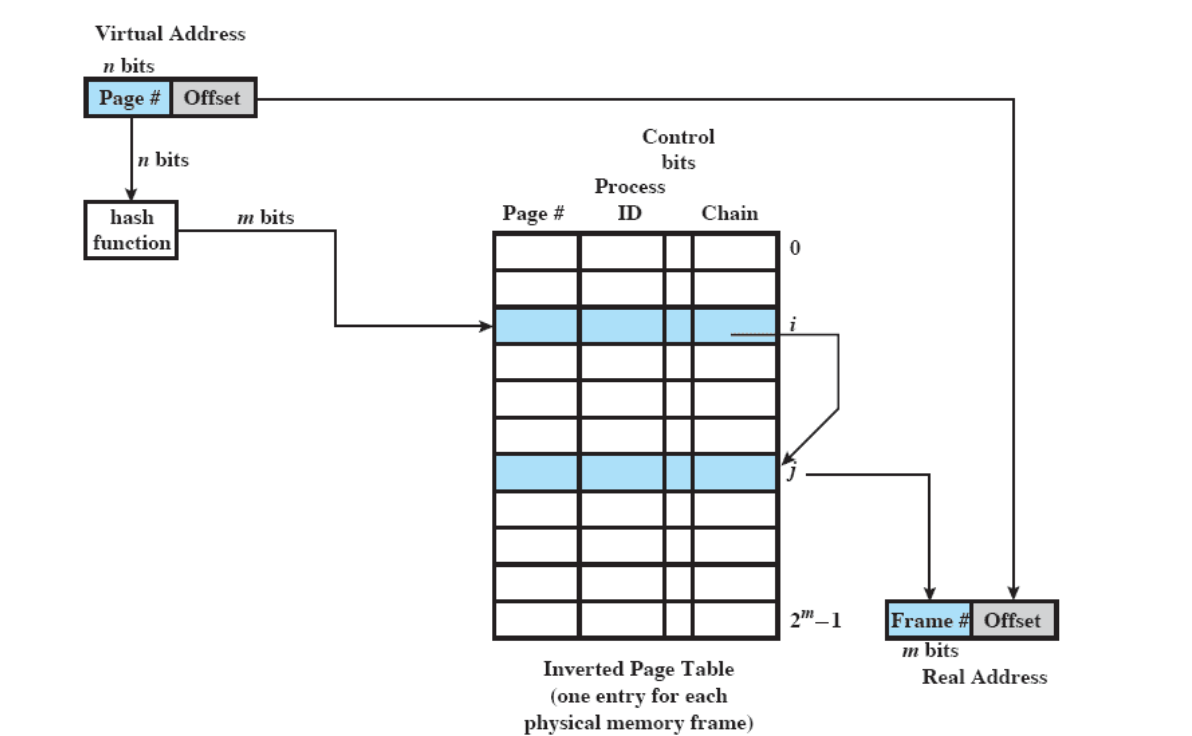 Virtual Address
n bits
Page # Offset
n bits
hash
function
m bits
Control
bits
Process
Page # ID Chain
0
i
j
2^m–1
Frame # Offset
m bits
Real Address
Inverted Page Table
(one entry for each
physical memory frame)